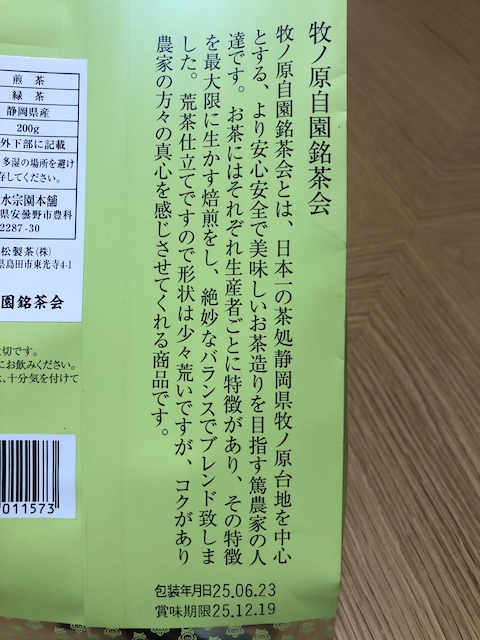 牧ノ原自園銘茶会
牧ノ原自園銘茶会とは、日本一の茶処静岡県牧ノ原台地を中心
とする、より安心安全で美味しいお茶造りを目指す篤農家の人
達です。お茶にはそれぞれ生産者ごとに特徴があり、その特徴
を最大限に生かす焙煎をし、絶妙なバランスでブレンド致しま
した。荒茶仕立てですので形状は少々荒いですが、コクがあり
農家の方々の真心を感じさせてくれる商品です。
煎茶
緑茶
静岡県産
200g
外下部に記載
多湿の場所を避け
存してください。
水宗園本舗
県安曇野市豊科
2287-30
松製茶(株)
県島田市東光寺4-1
園銘茶会
切です。
にお飲みください。
、十分気を付けて
011573
包装年月日25.06.23
賞味期限25.12.19